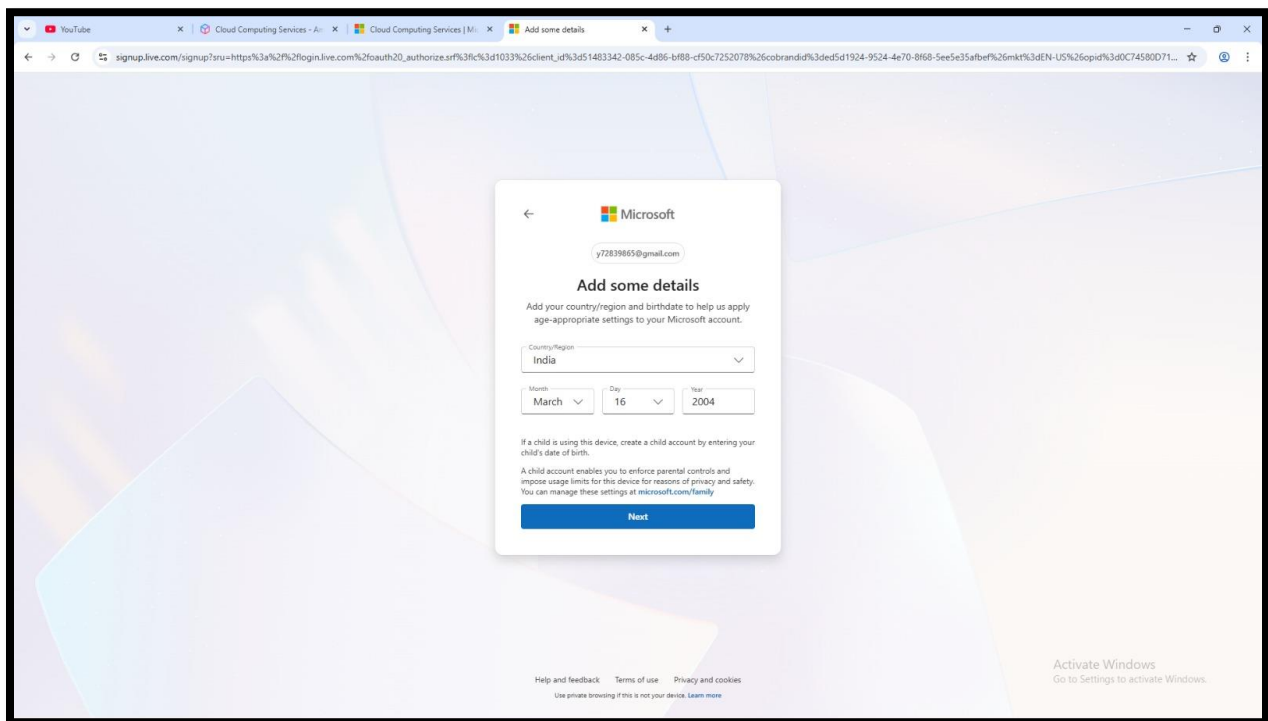 YouTube
Cloud Computing Services - Am
Cloud Computing Services | Mi
Add some details
signup.live.com/signup?sru=https%3a%2f%2flogin.live.com%2foauth20_authorize.srf%3flc%3d1033%26client_id%3d51483342-085c-4d86-bf88-cf50c7252078%26cobrandid%3ded5d1924-9524-4e70-8f68-5ee5e35afbef%26mkt%3dEN-US%26opid%3d0C74580D71...
Microsoft
y72839865@gmail.com
Add some details
Add your country/region and birthdate to help us apply
age-appropriate settings to your Microsoft account.
Country/Region
India
Month
March
Day
16
Year
2004
If a child is using this device, create a child account by entering your
child's date of birth.
A child account enables you to enforce parental controls and
impose usage limits for this device for reasons of privacy and safety.
You can manage these settings at microsoft.com/family
Next
Activate Windows
Go to Settings to activate Windows.
Help and feedback Terms of use Privacy and cookies
Use private browsing if this is not your device. Learn more